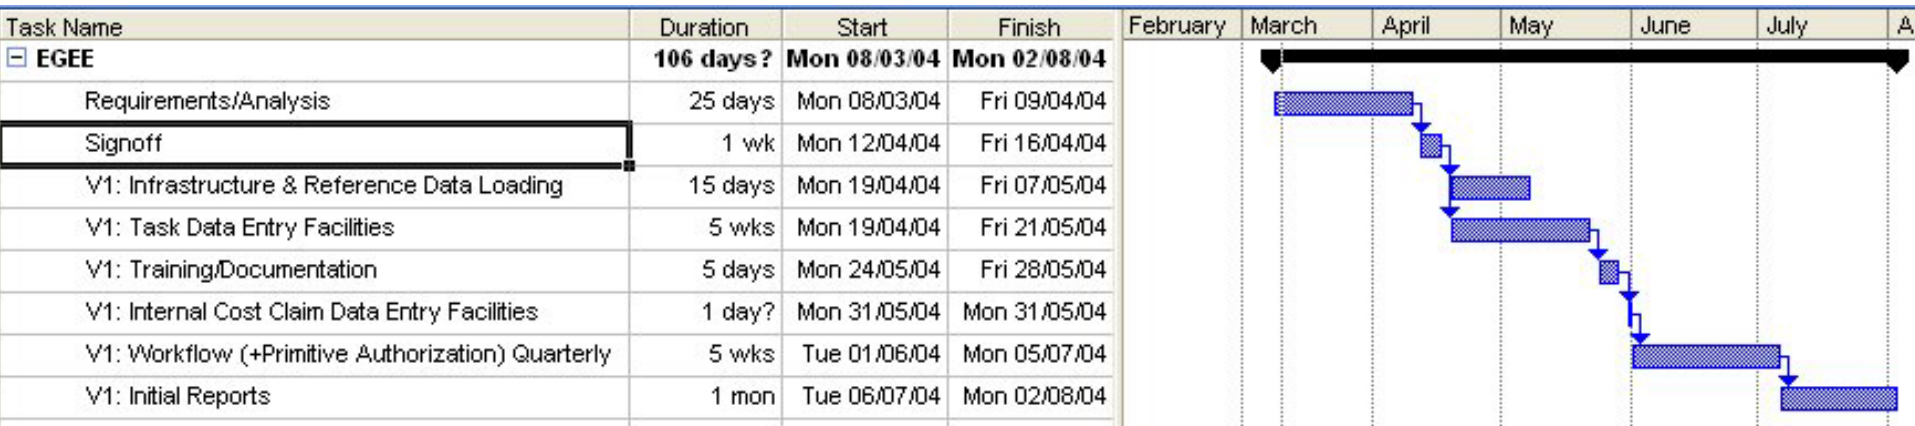 Task Name Duration Start Finish February March April May June July A
EGEE 106 days? Mon 08/03/04 Mon 02/08/04
Requirements/Analysis 25 days Mon 08/03/04 Fri 09/04/04
Signoff 1 wk Mon 12/04/04 Fri 16/04/04
V1: Infrastructure & Reference Data Loading 15 days Mon 19/04/04 Fri 07/05/04
V1: Task Data Entry Facilities 5 wks Mon 19/04/04 Fri 21/05/04
V1: Training/Documentation 5 days Mon 24/05/04 Fri 28/05/04
V1: Internal Cost Claim Data Entry Facilities 1 day? Mon 31/05/04 Mon 31/05/04
V1: Workflow (+Primitive Authorization) Quarterly 5 wks Tue 01/06/04 Mon 05/07/04
V1: Initial Reports 1 mon Tue 06/07/04 Mon 02/08/04